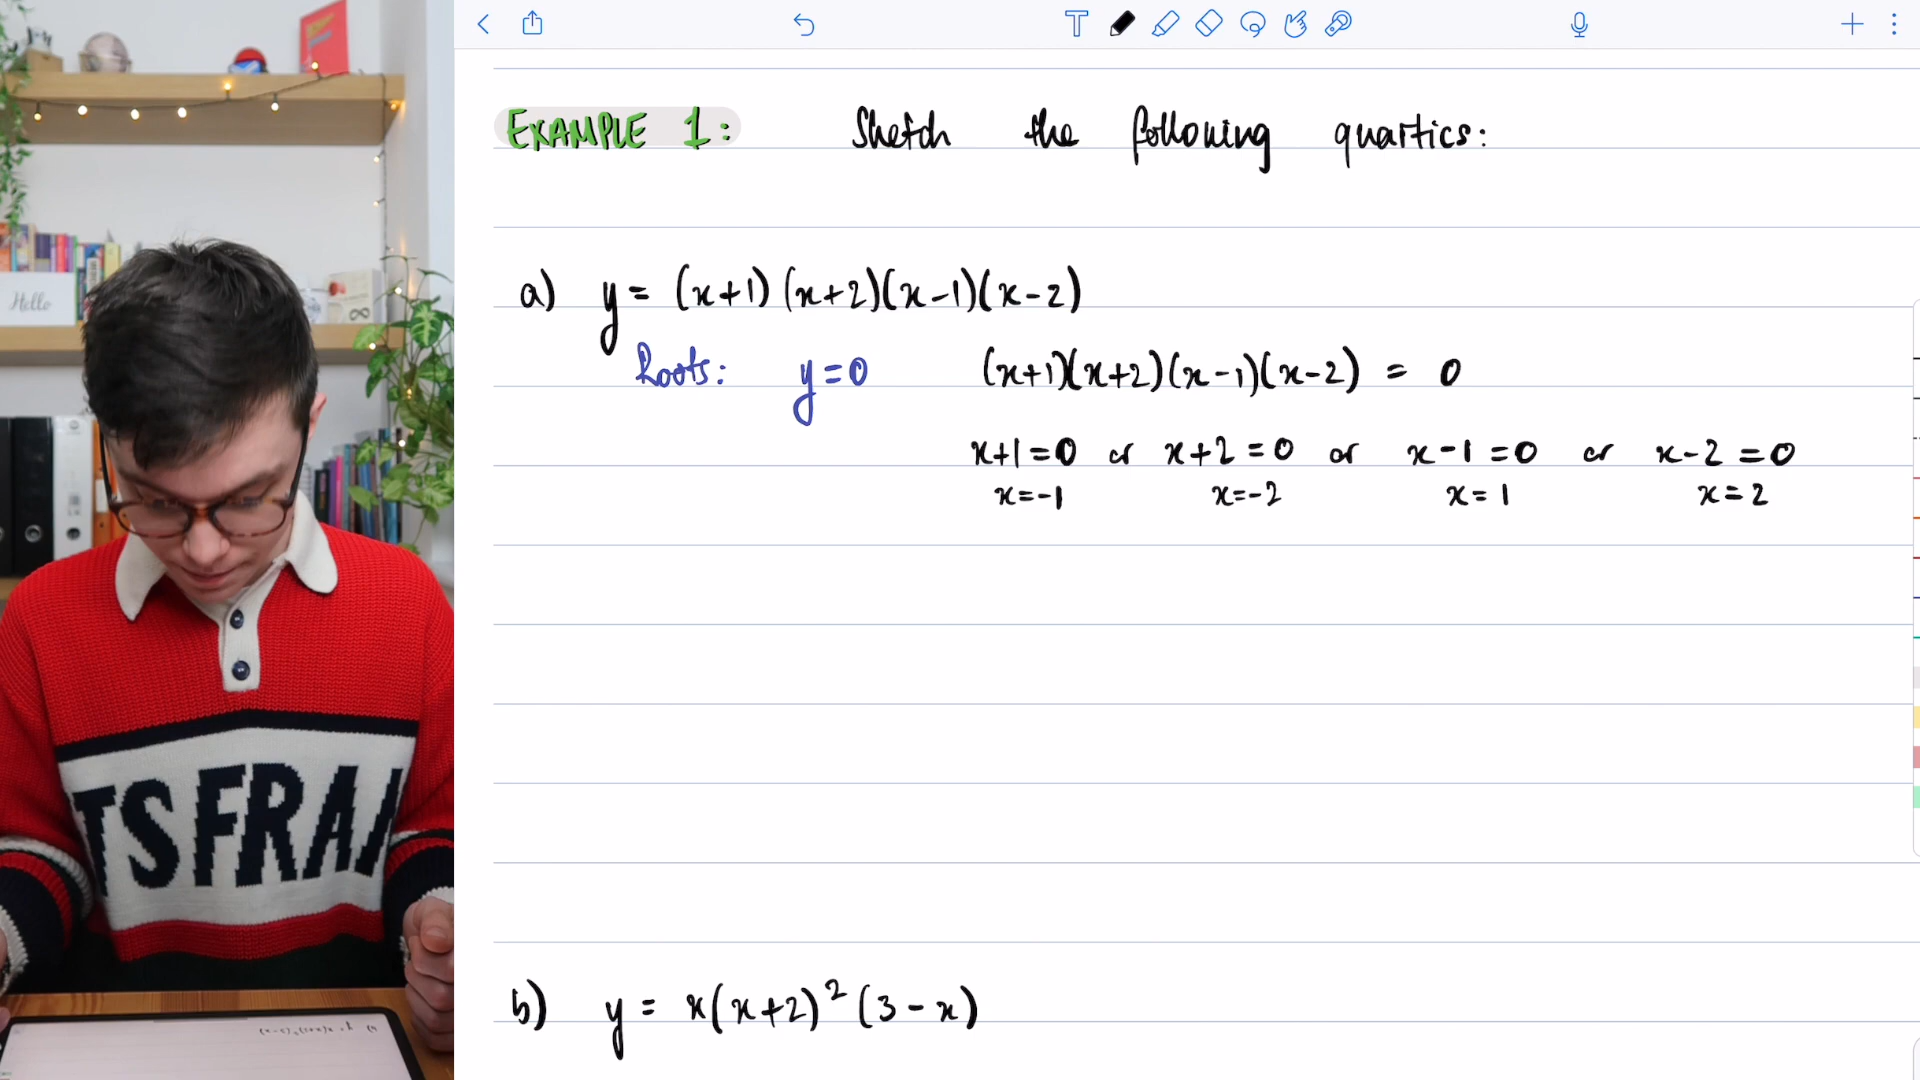 EXAMPLE 1: Sketch the following quartics:
a) y = (x+1)(x+2)(x-1)(x-2)
Roots: y=0 (x+1)(x+2)(x-1)(x-2) = 0
x+1=0 or x+2=0 or x-1=0 or x-2=0
x=-1 x=-2 x=1 x=2
b) y = x(x+2)²(3-x)
Hello
TSFRA